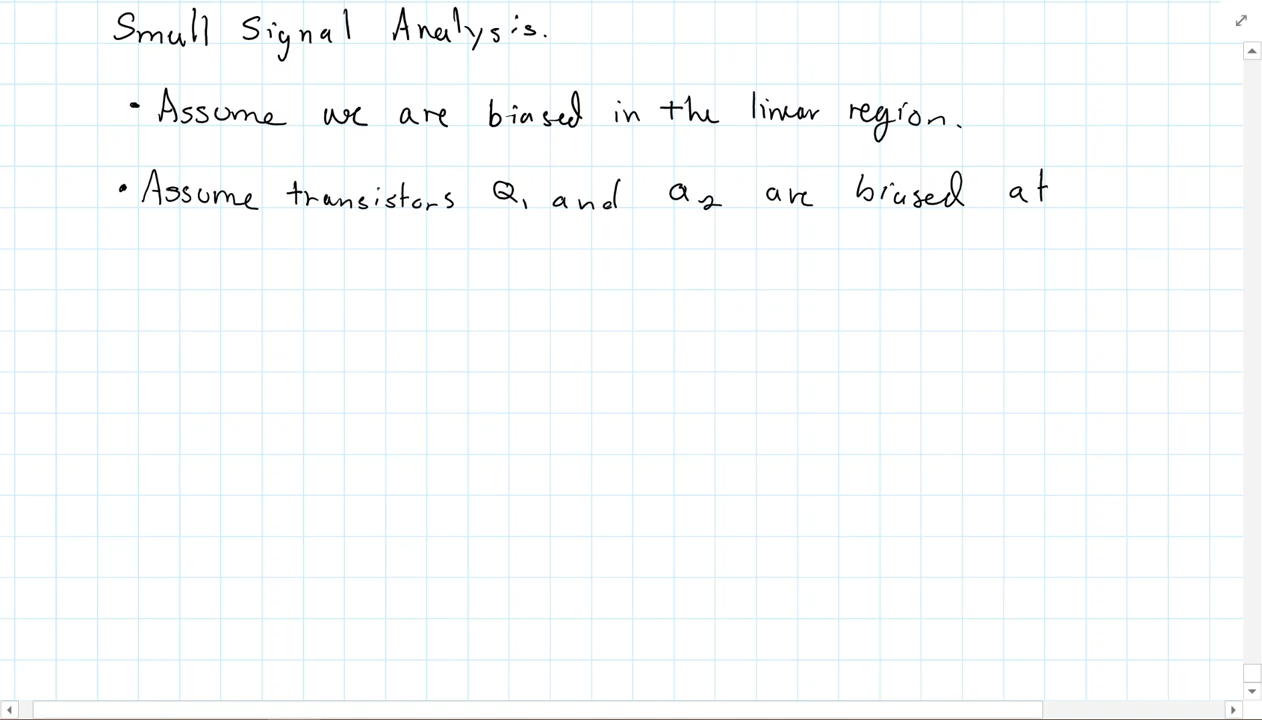 Small Signal Analysis.
• Assume we are biased in the linear region.
• Assume transistors Q₁ and Q₂ are biased at